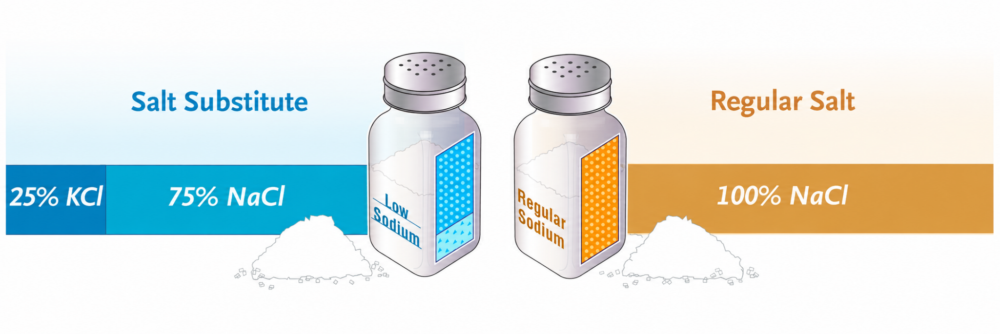 Salt Substitute
25% KCl
75% NaCl
Low
Sodium
Regular Salt
Regular
Sodium
100% NaCl